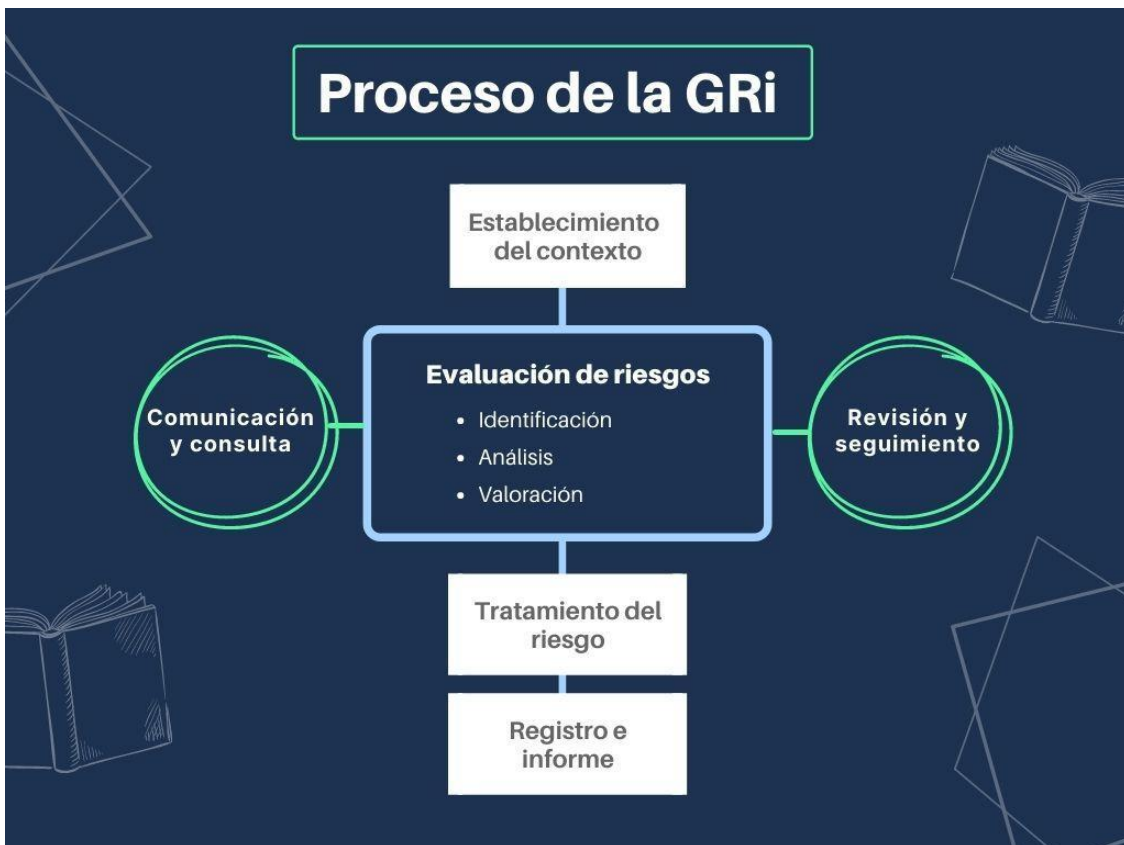 Proceso de la GRi
Establecimiento
del contexto
Comunicación
y consulta
Evaluación de riesgos
• Identificación
• Análisis
• Valoración
Revisión y
seguimiento
Tratamiento del
riesgo
Registro e
informe